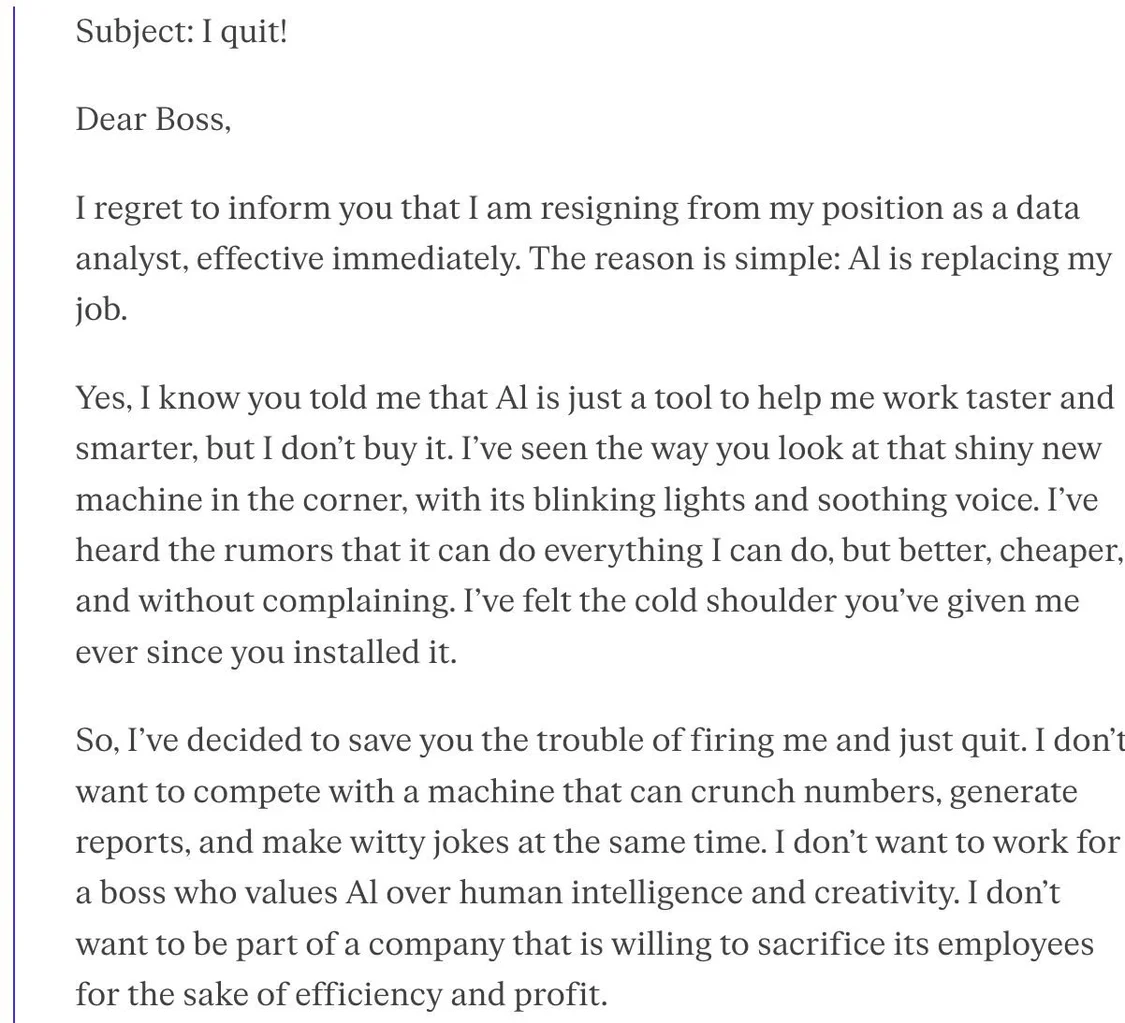 Subject: I quit!
Dear Boss,
I regret to inform you that I am resigning from my position as a data
analyst, effective immediately. The reason is simple: Al is replacing my
job.
Yes, I know you told me that Al is just a tool to help me work taster and
smarter, but I don’t buy it. I’ve seen the way you look at that shiny new
machine in the corner, with its blinking lights and soothing voice. I’ve
heard the rumors that it can do everything I can do, but better, cheaper,
and without complaining. I’ve felt the cold shoulder you’ve given me
ever since you installed it.
So, I’ve decided to save you the trouble of firing me and just quit. I don’t
want to compete with a machine that can crunch numbers, generate
reports, and make witty jokes at the same time. I don’t want to work for
a boss who values Al over human intelligence and creativity. I don’t
want to be part of a company that is willing to sacrifice its employees
for the sake of efficiency and profit.